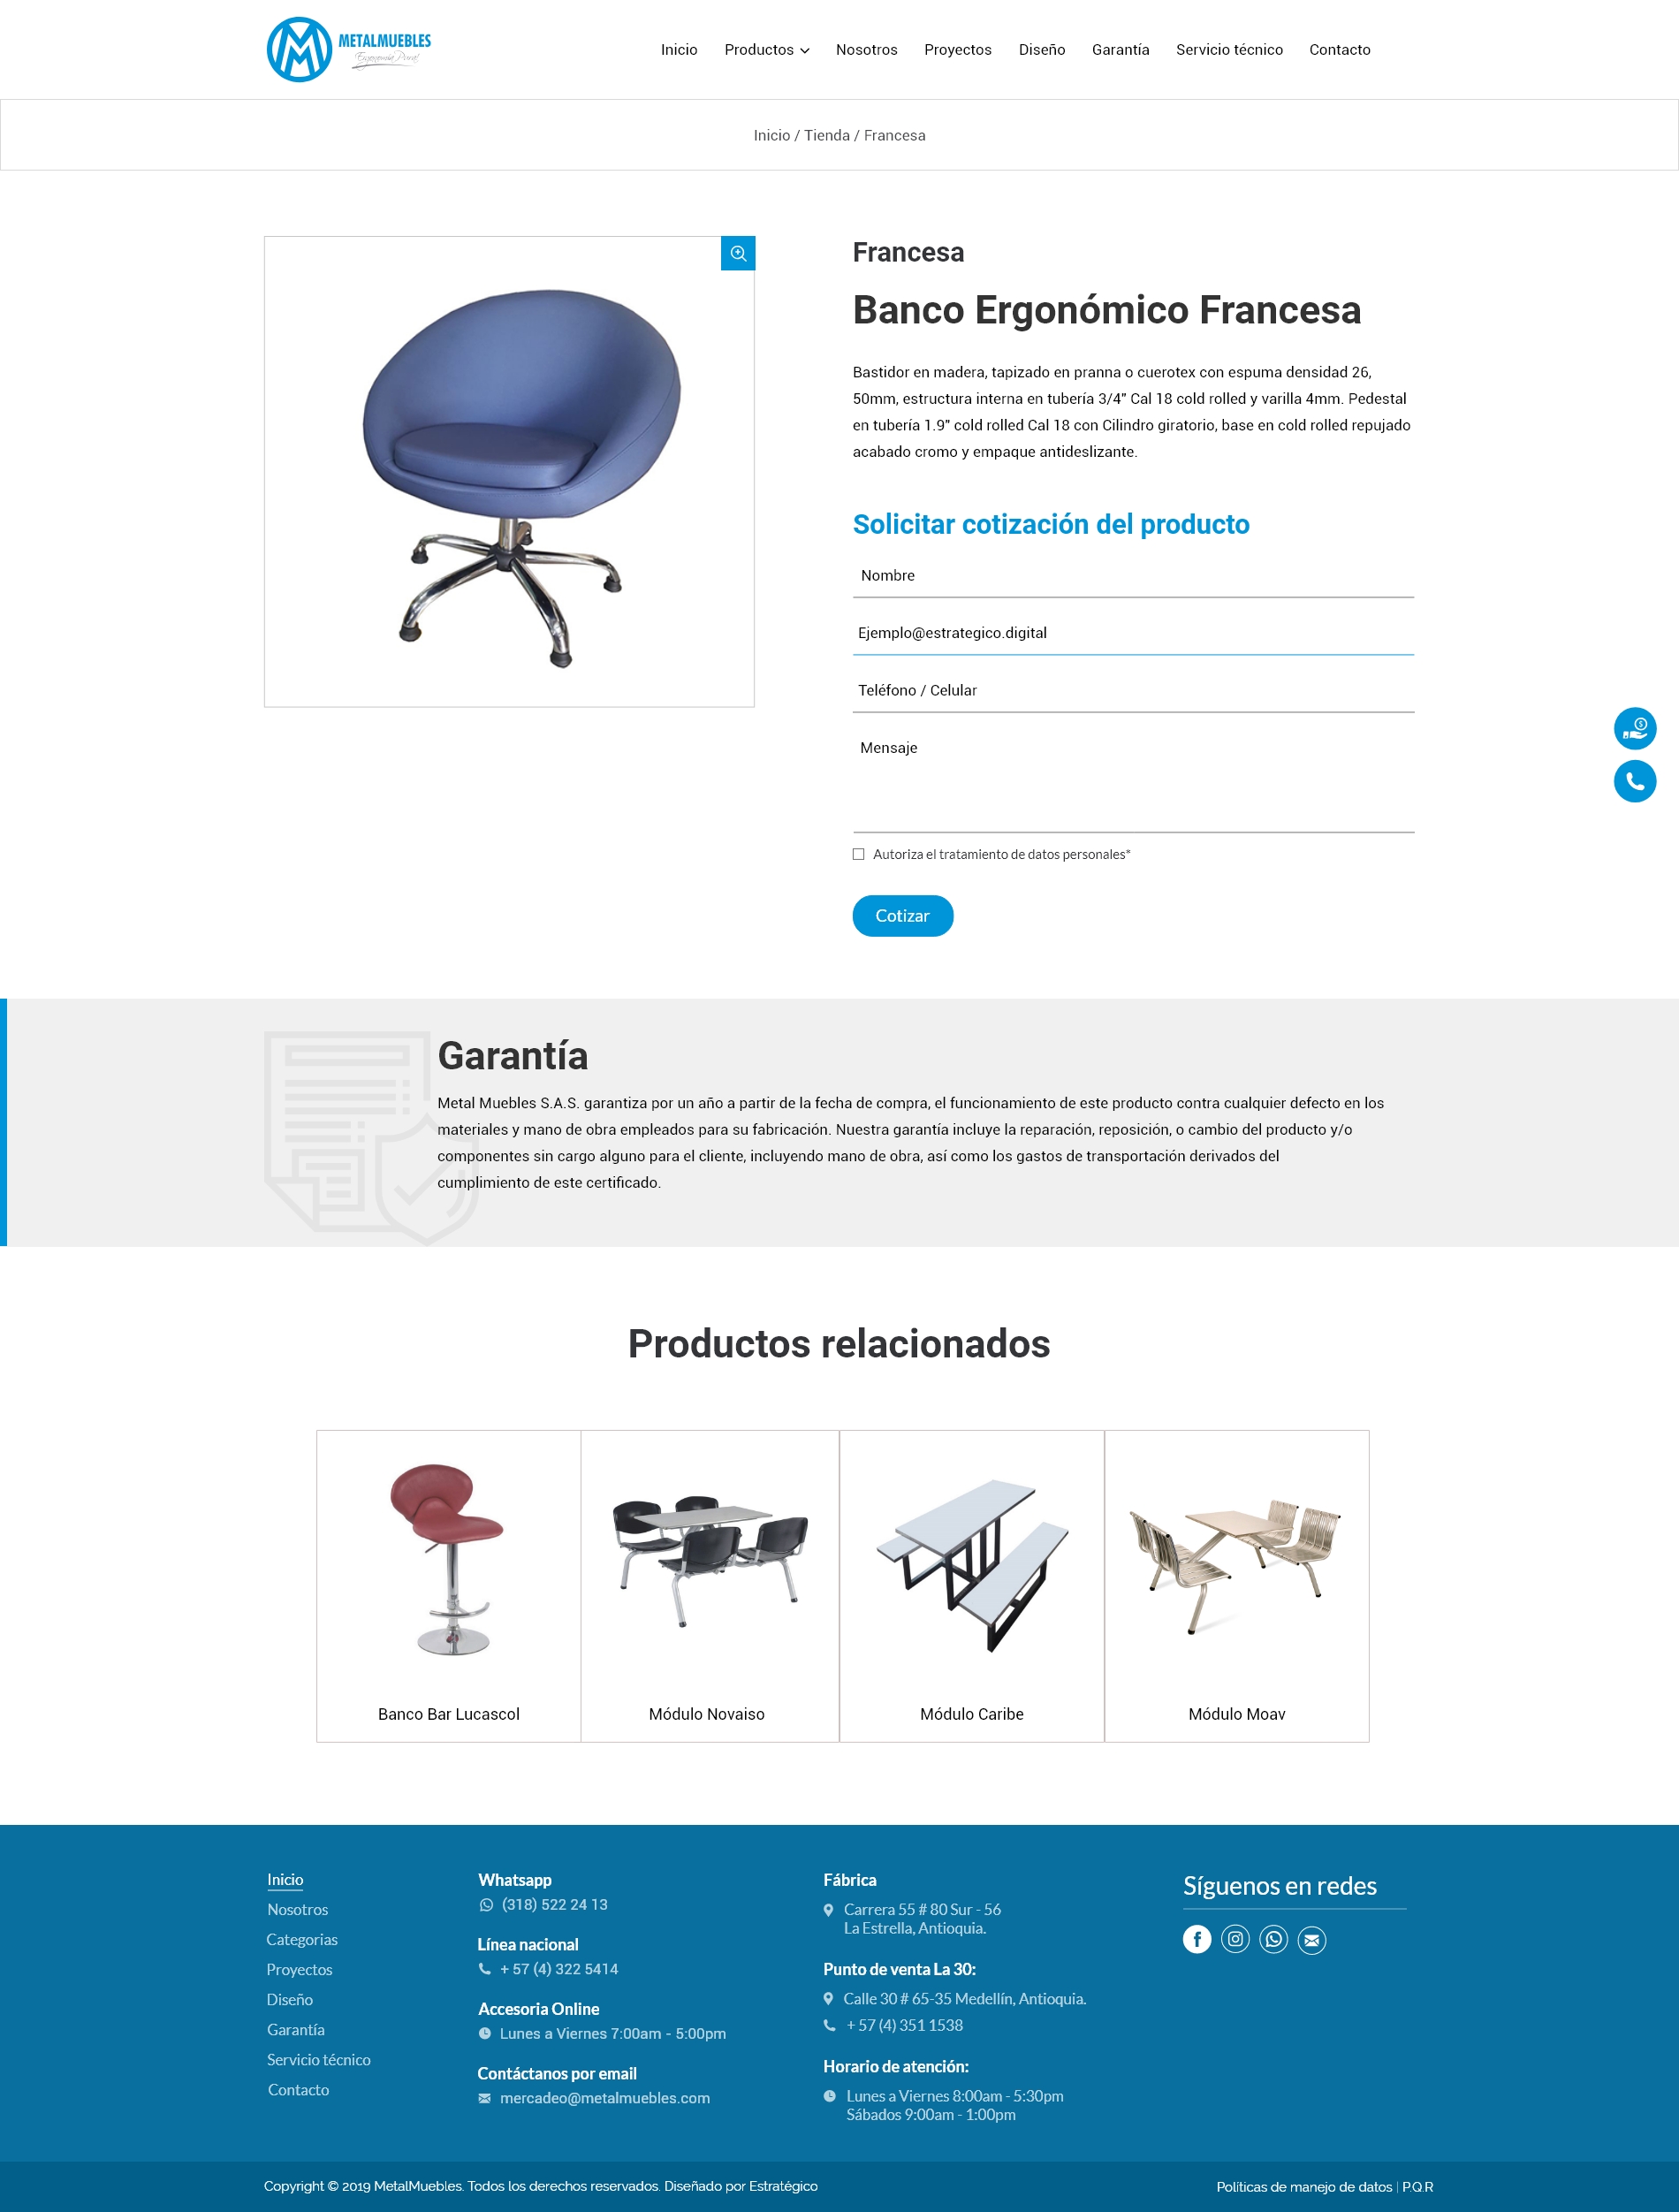 METALMUEBLES
Ergonomía Pura!
Inicio Productos Nosotros Proyectos Diseño Garantía Servicio técnico Contacto
Inicio / Tienda / Francesa
Francesa
Banco Ergonómico Francesa
Bastidor en madera, tapizado en pranna o cuerotex con espuma densidad 26,
50mm, estructura interna en tubería 3/4" Cal 18 cold rolled y varilla 4mm. Pedestal
en tubería 1.9" cold rolled Cal 18 con Cilindro giratorio, base en cold rolled repujado
acabado cromo y empaque antideslizante.
Solicitar cotización del producto
Nombre
Ejemplo@estrategico.digital
Teléfono / Celular
Mensaje
Autoriza el tratamiento de datos personales*
Cotizar
Garantía
Metal Muebles S.A.S. garantiza por un año a partir de la fecha de compra, el funcionamiento de este producto contra cualquier defecto en los
materiales y mano de obra empleados para su fabricación. Nuestra garantía incluye la reparación, reposición, o cambio del producto y/o
componentes sin cargo alguno para el cliente, incluyendo mano de obra, así como los gastos de transportación derivados del
cumplimiento de este certificado.
Productos relacionados
Banco Bar Lucascol
Módulo Novaiso
Módulo Caribe
Módulo Moav
Inicio
Nosotros
Categorias
Proyectos
Diseño
Garantía
Servicio técnico
Contacto
Whatsapp
(318) 522 24 13
Línea nacional
+ 57 (4) 322 5414
Accesoria Online
Lunes a Viernes 7:00am - 5:00pm
Contáctanos por email
mercadeo@metalmuebles.com
Fábrica
Carrera 55 # 80 Sur - 56
La Estrella, Antioquia.
Punto de venta La 30:
Calle 30 # 65-35 Medellín, Antioquia.
+ 57 (4) 351 1538
Horario de atención:
Lunes a Viernes 8:00am - 5:30pm
Sábados 9:00am - 1:00pm
Síguenos en redes
Copyright © 2019 MetalMuebles. Todos los derechos reservados. Diseñado por Estratégico
Políticas de manejo de datos | P.Q.R